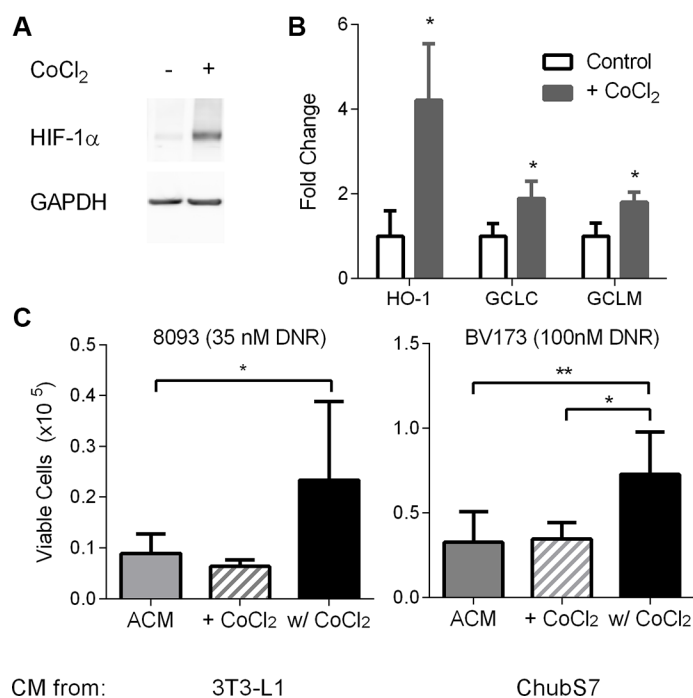 A
CoCl₂ - +
HIF-1α
GAPDH
B
Fold Change
6
4
2
0
* * *
Control
+ CoCl₂
HO-1 GCLC GCLM
C
8093 (35 nM DNR)
Viable Cells (x10⁵)
0.5
0.4
0.3
0.2
0.1
0.0
*
ACM + CoCl₂ w/ CoCl₂
BV173 (100nM DNR)
1.5
1.0
0.5
0.0
**
*
ACM + CoCl₂ w/ CoCl₂
CM from: 3T3-L1 ChubS7